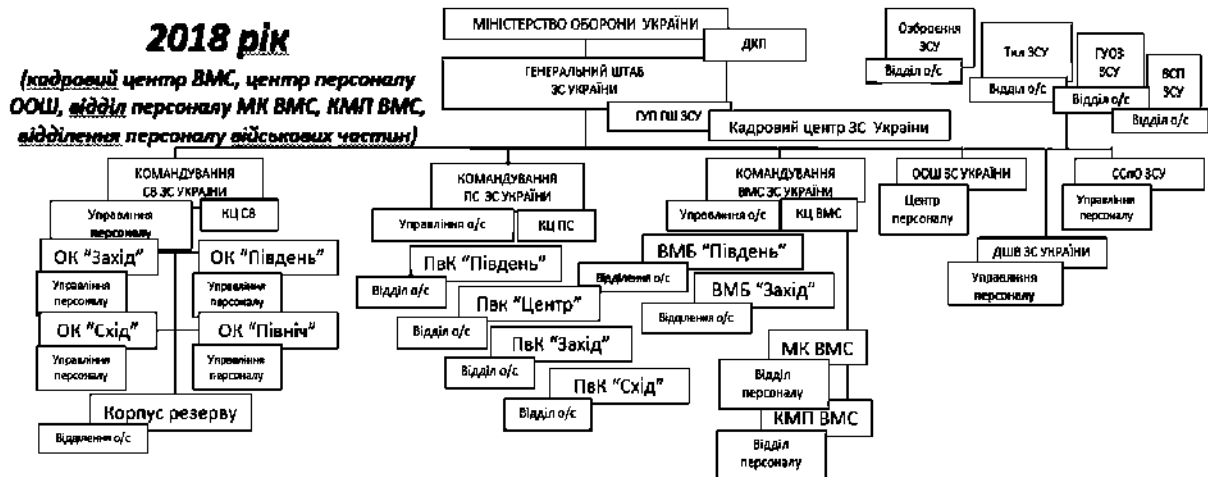 2018 рік
(кадровий центр ВМС, центр персоналу
ООШ, відділ персоналу МК ВМС, КМП ВМС,
відділення персоналу військових частин)
МІНІСТЕРСТВО ОБОРОНИ УКРАЇНИ
ДКП
ГЕНЕРАЛЬНИЙ ШТАБ
ЗС УКРАЇНИ
ГУП ГШ ЗСУ
Кадровий центр ЗС України
Озброєння
ЗСУ
Відділ о/с
Тил ЗСУ
Відділ о/с
ГУОЗ
ЗСУ
Відділ о/с
ВСП
ЗСУ
Відділ о/с
КОМАНДУВАННЯ
СВ ЗС УКРАЇНИ
Управління
персоналу
КЦ СВ
ОК "Захід"
Управління
персоналу
ОК "Південь"
Управління
персоналу
ОК "Схід"
Управління
персоналу
ОК "Північ"
Управління
персоналу
Корпус резерву
Відділення о/с
КОМАНДУВАННЯ
ПС ЗС УКРАЇНИ
Управління о/с
КЦ ПС
ПвК "Південь"
Відділ о/с
Пвк "Центр"
Відділ о/с
ПвК "Захід"
Відділ о/с
ПвК "Схід"
Відділ о/с
КОМАНДУВАННЯ
ВМС ЗС УКРАЇНИ
Управління о/с
КЦ ВМС
ВМБ "Південь"
Відділення о/с
ВМБ "Захід"
Відділення о/с
МК ВМС
Відділ
персоналу
КМП ВМС
Відділ
персоналу
ООШ ЗС УКРАЇНИ
Центр
персоналу
ССпО ЗСУ
Управління
персоналу
ДШВ ЗС УКРАЇНИ
Управління
персоналу